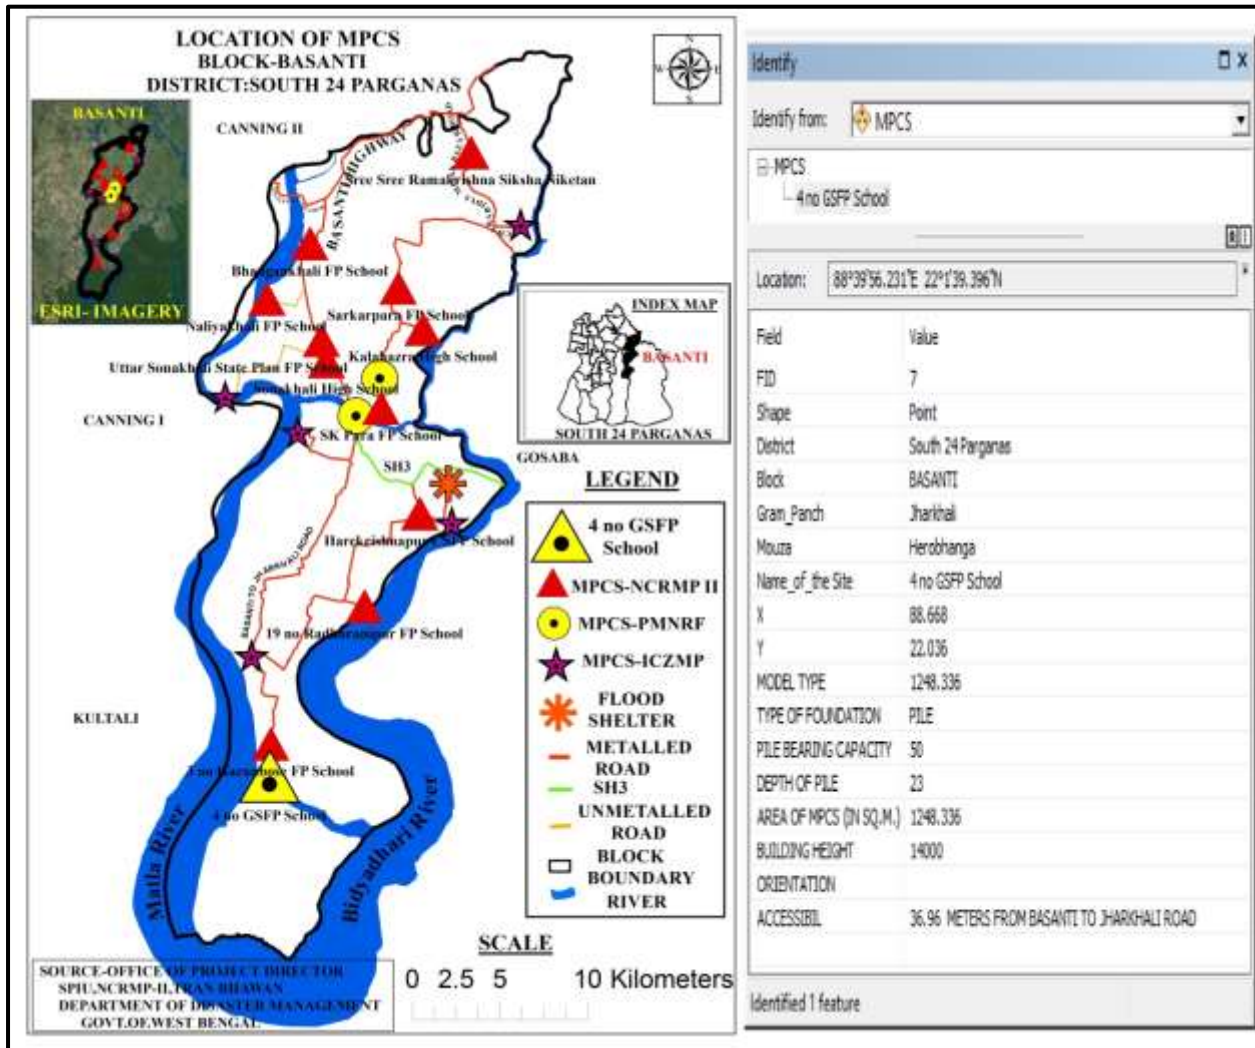 LOCATION OF MPCS
BLOCK-BASANTI
DISTRICT:SOUTH 24 PARGANAS
N
W
E
S
BASANTI
ESRI- IMAGERY
CANNING II
BASANTI HIGHWAY
Sree Sree Ramakrishna Siksha Niketan
Bhangankhali FP School
Naliyakhali FP School
Sarkarpara FP School
Kalahazra High School
Uttar Sonakhali State Plan FP School
Sonakhali High School
CANNING I
SK Para FP School
SH3
GOSABA
Harekrishnapur SFP School
BASANTI TO JHARKHALI ROAD
19 no Radharanipur FP School
KULTALI
FP School
4 no GSFP School
Matla River
Bidyadhari River
INDEX MAP
BASANTI
SOUTH 24 PARGANAS
LEGEND
4 no GSFP
School
MPCS-NCRMP II
MPCS-PMNRF
MPCS-ICZMP
FLOOD
SHELTER
METALLED
ROAD
SH3
UNMETALLED
ROAD
BLOCK
BOUNDARY
RIVER
SCALE
0 2.5 5 10 Kilometers
SOURCE-OFFICE OF PROJECT DIRECTOR
SPIU,NCRMP-II,TRAN BHAWAN
DEPARTMENT OF DISASTER MANAGEMENT
GOVT.OF.WEST BENGAL
Identify
Identify from: MPCS
MPCS
4 no GSFP School
Location: 88°39'56.231"E 22°1'39.396"N
Field Value
FID 7
Shape Point
District South 24 Parganas
Block BASANTI
Gram_Panch Jharkhali
Mouza Herobhanga
Name_of_the Site 4 no GSFP School
X 88.668
Y 22.036
MODEL TYPE 1248.336
TYPE OF FOUNDATION PILE
PILE BEARING CAPACITY 50
DEPTH OF PILE 23
AREA OF MPCS (IN SQ.M.) 1248.336
BUILDING HEIGHT 14000
ORIENTATION
ACCESSIBIL 36.96 METERS FROM BASANTI TO JHARKHALI ROAD
Identified 1 feature